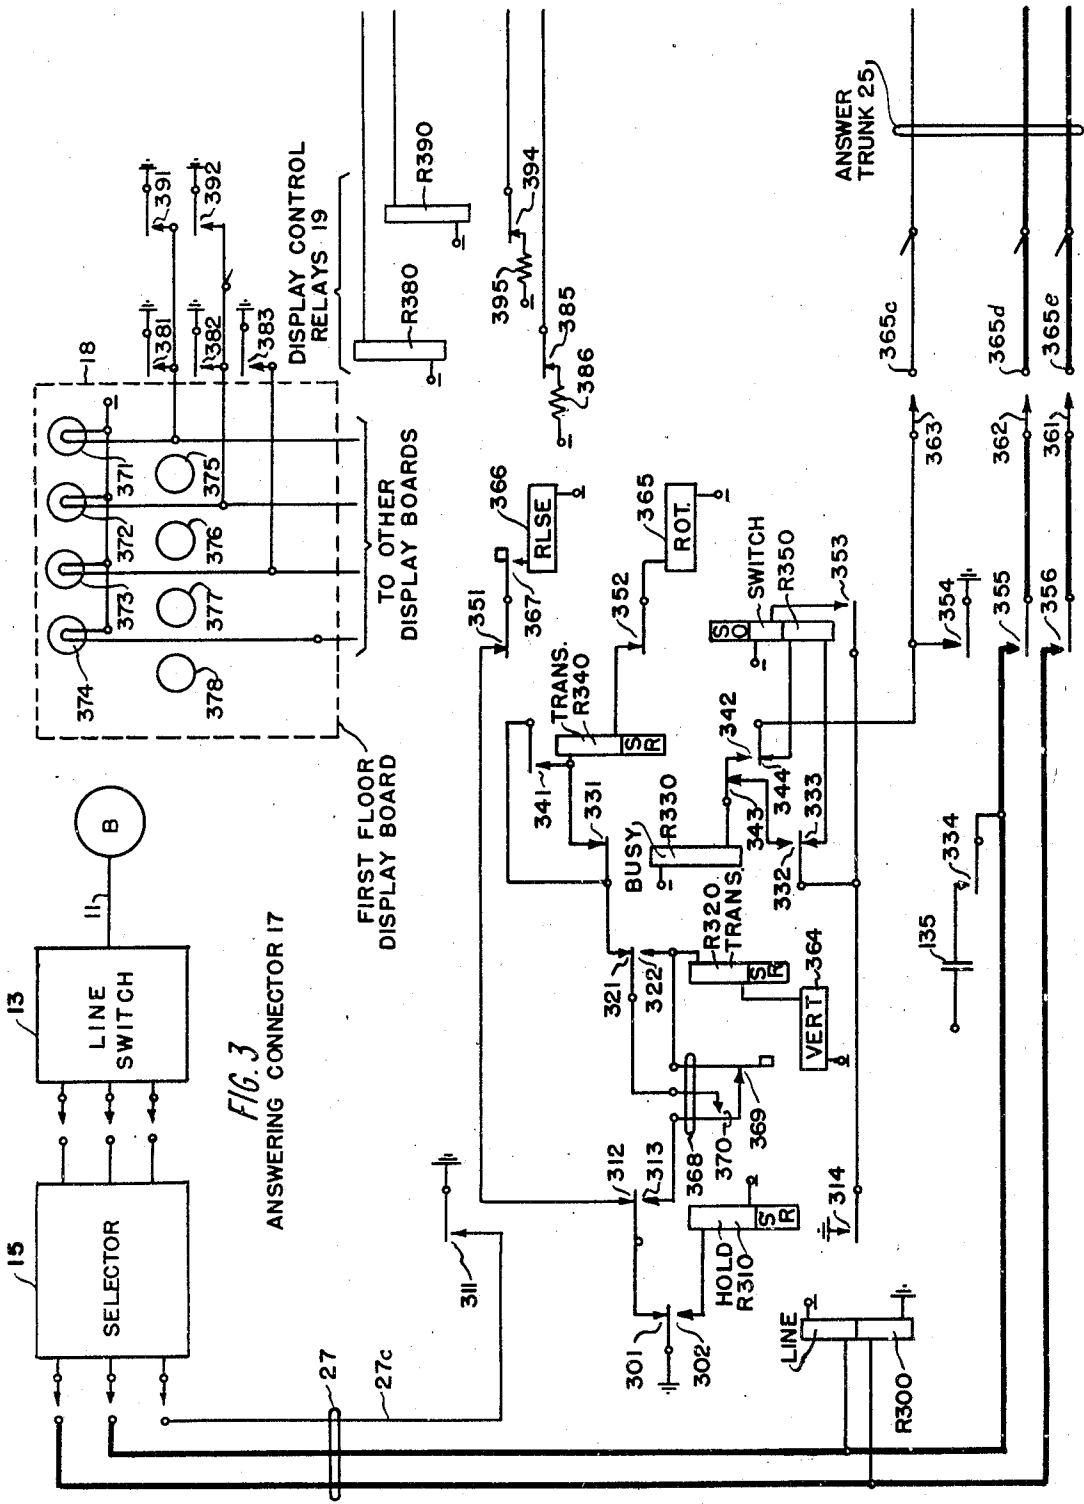 FIG. 3
ANSWERING CONNECTOR 17
15
SELECTOR
13
LINE
SWITCH
11
B
27
27c
FIRST FLOOR
DISPLAY BOARD
18
374
373
372
371
378
377
376
375
TO OTHER
DISPLAY BOARDS
381
382
383
391
392
DISPLAY CONTROL
RELAYS 19
R380
R390
395
394
386
385
311
301
302
312
313
HOLD
R310
S
R
314
LINE
R300
368
370
369
321
322
R320
TRANS.
S
R
VERT
364
341
331
TRANS.
R340
S
R
BUSY
R330
343
342
344
332
333
351
367
366
RLSE
352
365
ROT.
SWITCH
R350
S
O
353
354
355
356
135
334
363
362
361
365c
365d
365e
ANSWER
TRUNK 25